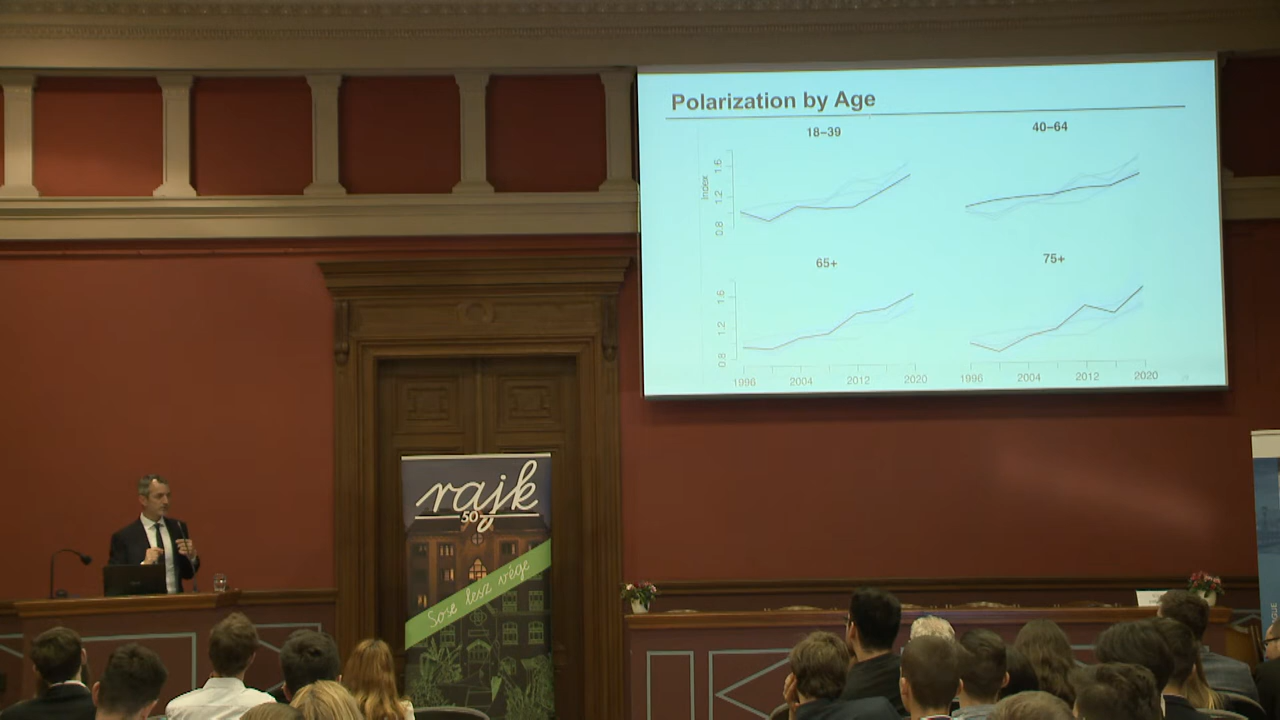 Polarization by Age
18–39
40–64
Index
0.8 1.2 1.6
65+
75+
0.8 1.2 1.6
1996 2004 2012 2020
1996 2004 2012 2020
rajk
50
Sose lesz vége